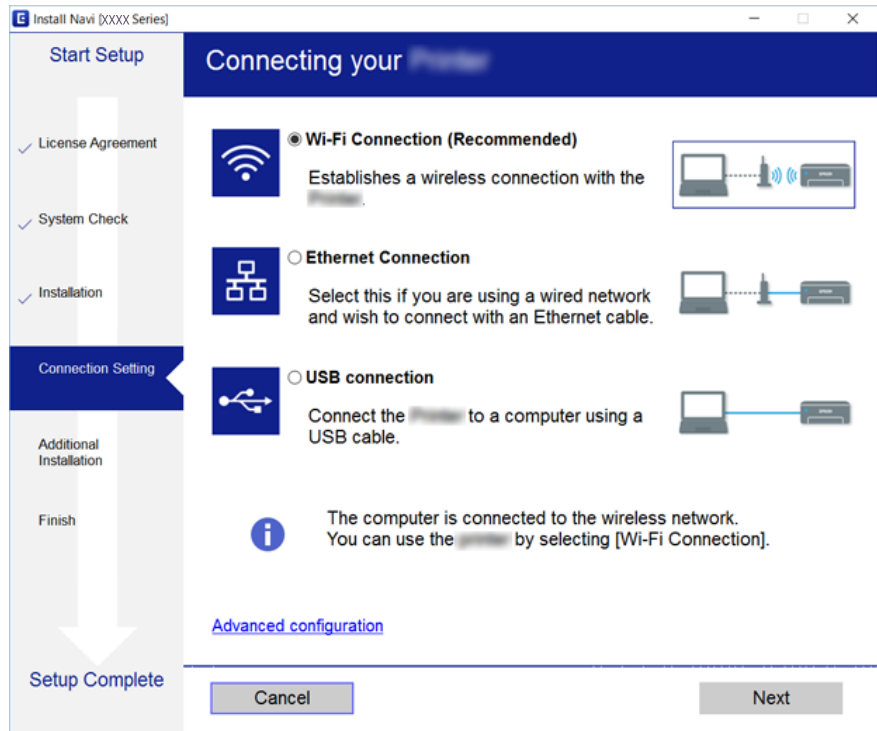 Install Navi [XXXX Series]
Start Setup
Connecting your
License Agreement
System Check
Installation
Connection Setting
Additional
Installation
Finish
Setup Complete
Wi-Fi Connection (Recommended)
Establishes a wireless connection with the
.
Ethernet Connection
Select this if you are using a wired network
and wish to connect with an Ethernet cable.
USB connection
Connect the to a computer using a
USB cable.
The computer is connected to the wireless network.
You can use the by selecting [Wi-Fi Connection].
Advanced configuration
Cancel
Next